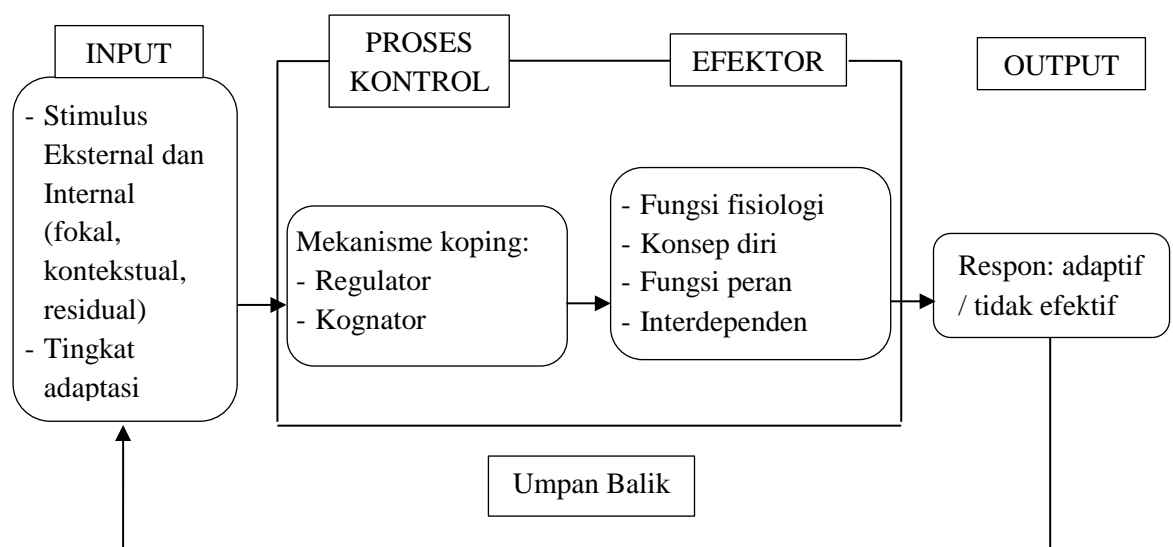 INPUT
- Stimulus
Eksternal dan
Internal
(fokal,
kontekstual,
residual)
- Tingkat
adaptasi
PROSES
KONTROL
Mekanisme koping:
- Regulator
- Kognator
EFEKTOR
- Fungsi fisiologi
- Konsep diri
- Fungsi peran
- Interdependen
OUTPUT
Respon: adaptif
/ tidak efektif
Umpan Balik